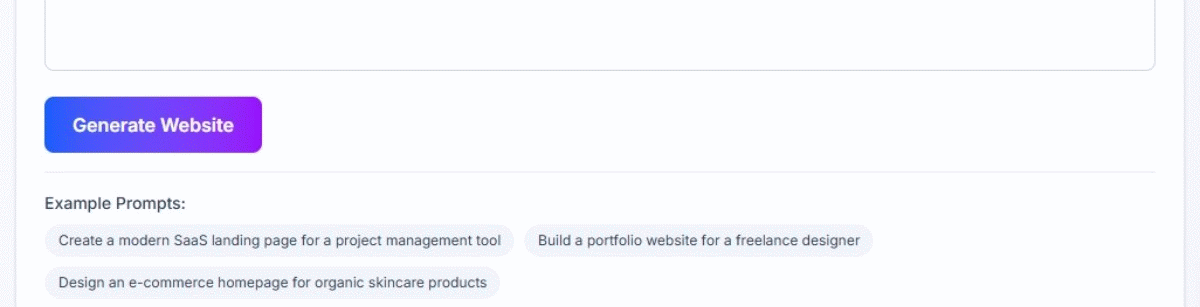 Generate Website
Example Prompts:
Create a modern SaaS landing page for a project management tool
Build a portfolio website for a freelance designer
Design an e-commerce homepage for organic skincare products